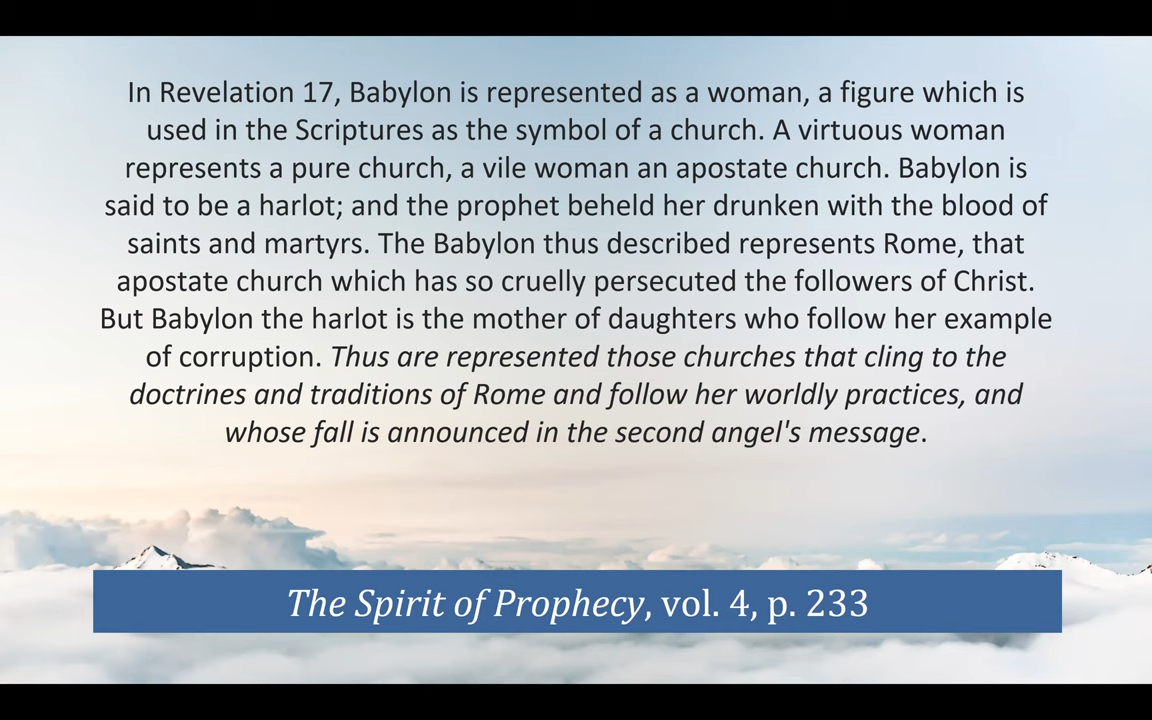 In Revelation 17, Babylon is represented as a woman, a figure which is
used in the Scriptures as the symbol of a church. A virtuous woman
represents a pure church, a vile woman an apostate church. Babylon is
said to be a harlot; and the prophet beheld her drunken with the blood of
saints and martyrs. The Babylon thus described represents Rome, that
apostate church which has so cruelly persecuted the followers of Christ.
But Babylon the harlot is the mother of daughters who follow her example
of corruption. Thus are represented those churches that cling to the
doctrines and traditions of Rome and follow her worldly practices, and
whose fall is announced in the second angel's message.
The Spirit of Prophecy, vol. 4, p. 233